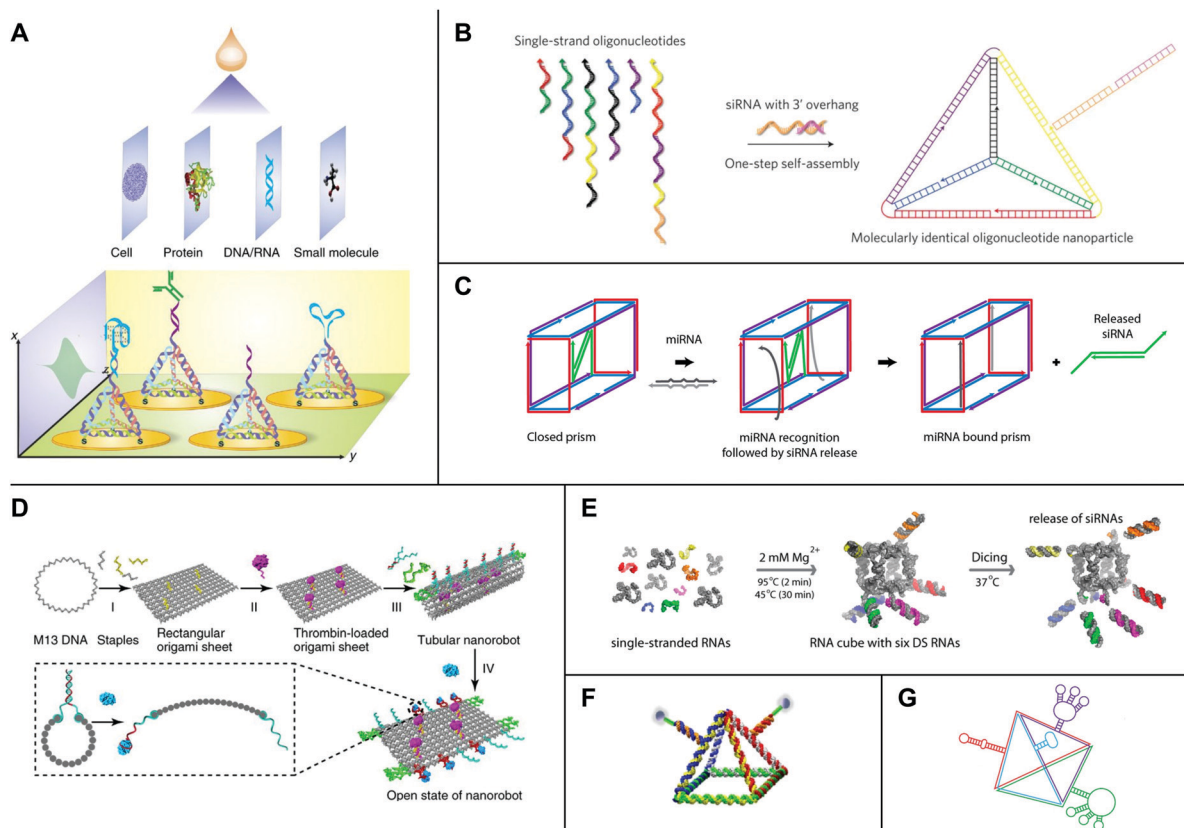 A
Cell
Protein
DNA/RNA
Small molecule
x
z
y
S
S
S
S
S
S
S
S
B
Single-strand oligonucleotides
siRNA with 3' overhang
One-step self-assembly
Molecularly identical oligonucleotide nanoparticle
C
miRNA
Closed prism
miRNA recognition
followed by siRNA release
miRNA bound prism
+
Released
siRNA
D
I
II
III
M13 DNA
Staples
Rectangular
origami sheet
Thrombin-loaded
origami sheet
Tubular nanorobot
IV
Open state of nanorobot
E
single-stranded RNAs
2 mM Mg²⁺
95°C (2 min)
45°C (30 min)
RNA cube with six DS RNAs
Dicing
37°C
release of siRNAs
F
G